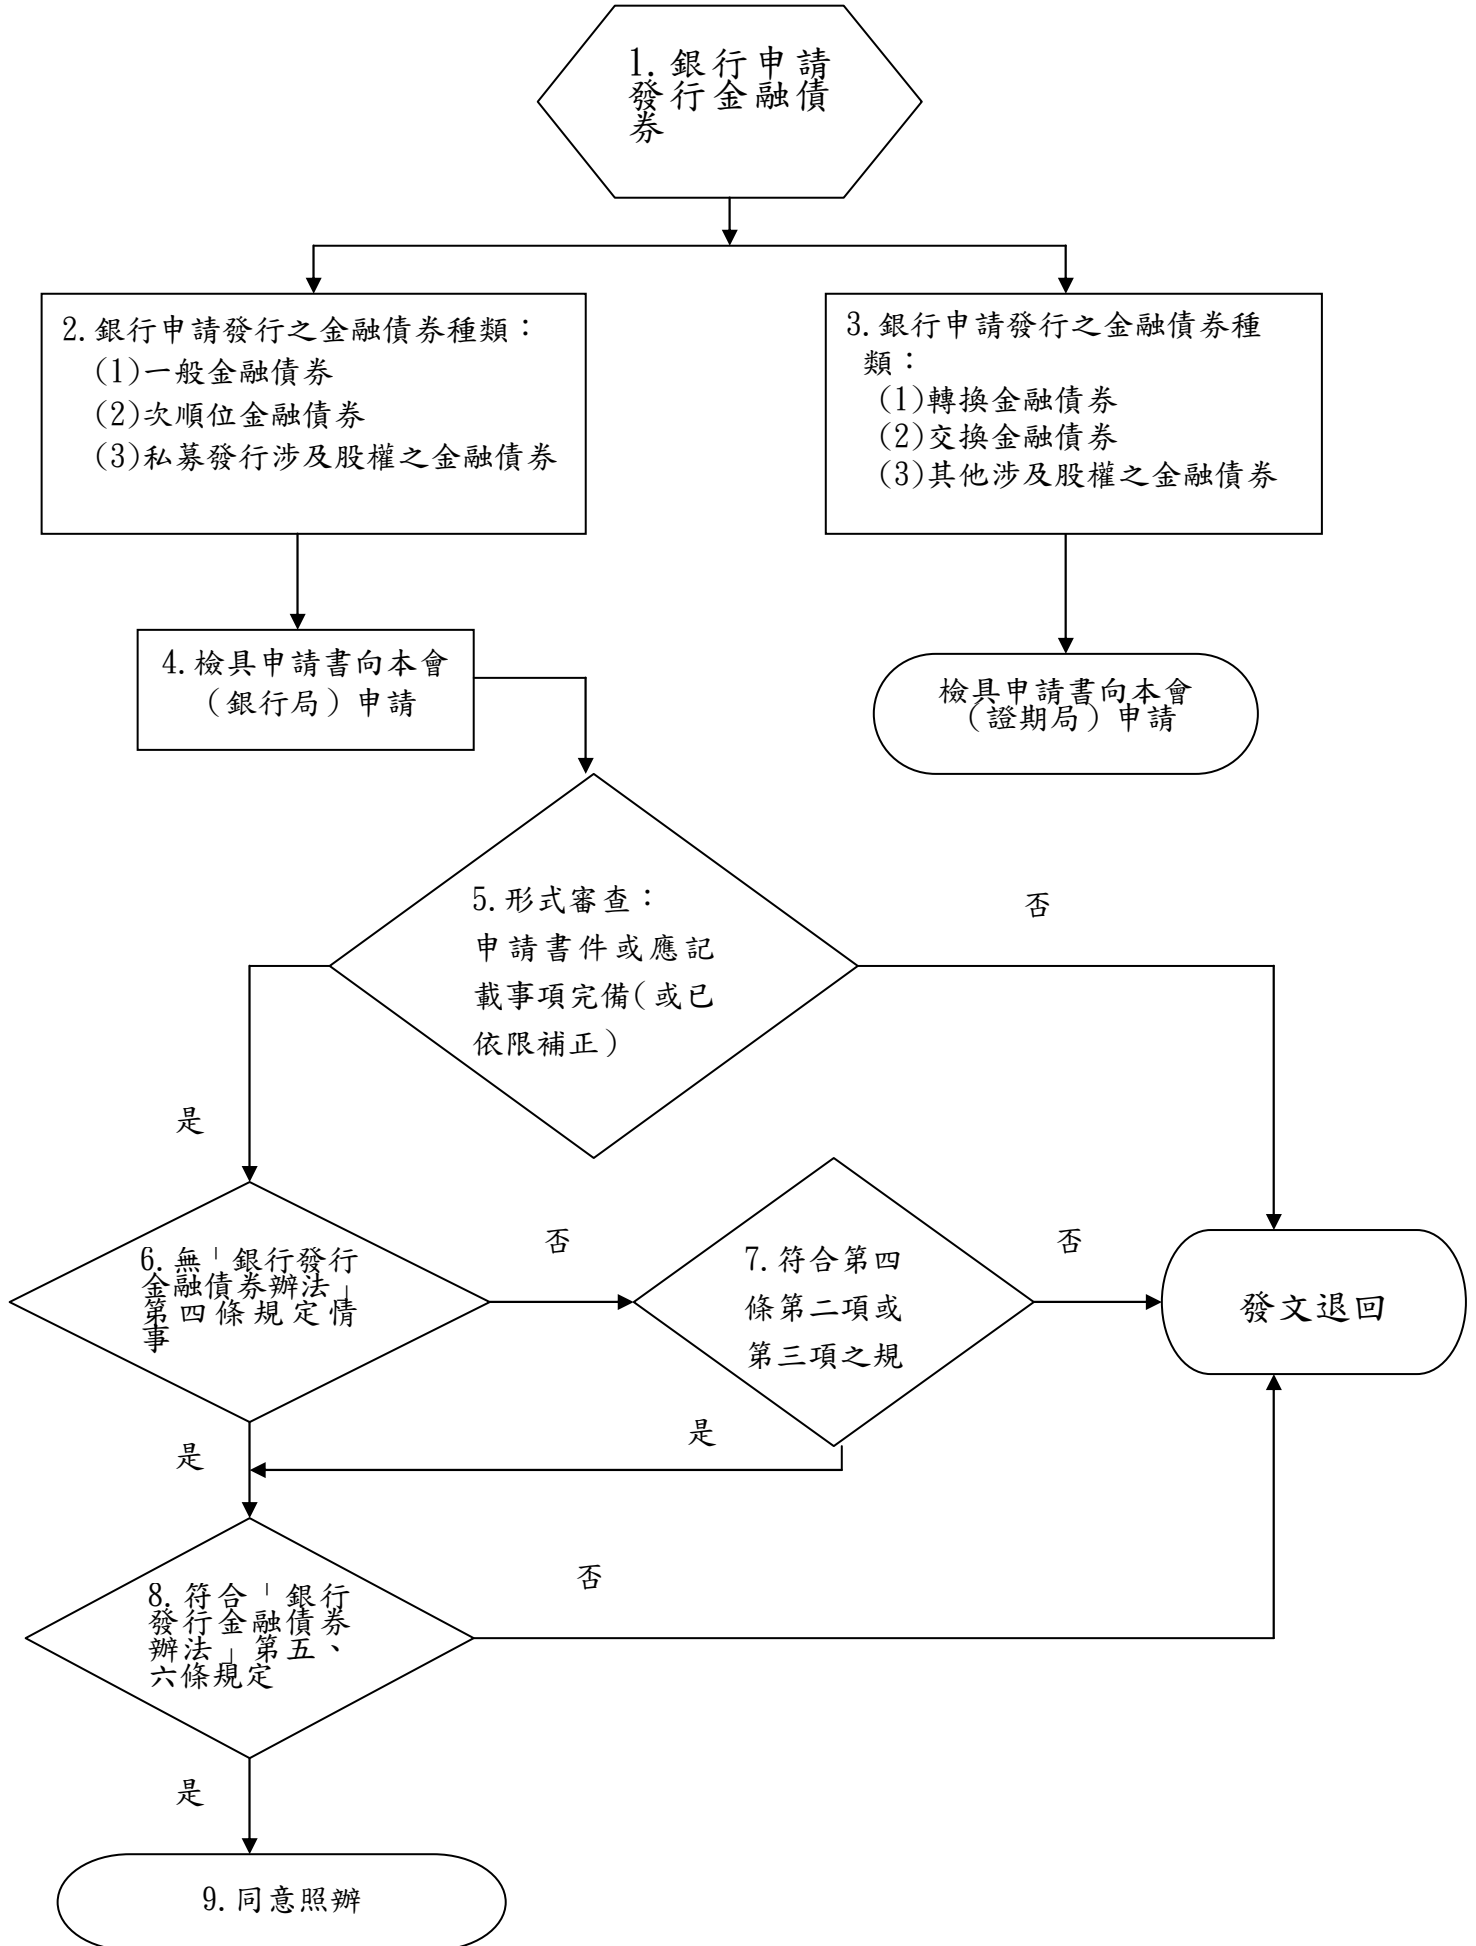 1.銀行申請
發行金融債
券
2.銀行申請發行之金融債券種類：
(1)一般金融債券
(2)次順位金融債券
(3)私募發行涉及股權之金融債券
3.銀行申請發行之金融債券種
類：
(1)轉換金融債券
(2)交換金融債券
(3)其他涉及股權之金融債券
4.檢具申請書向本會
（銀行局）申請
檢具申請書向本會
（證期局）申請
5.形式審查：
申請書件或應記
載事項完備(或已
依限補正)
否
是
6.無「銀行發行
金融債券辦法」
第四條規定情
事
否
7.符合第四
條第二項或
第三項之規
否
發文退回
是
是
8.符合「銀行
發行金融債券
辦法」第五、
六條規定
否
是
9.同意照辦